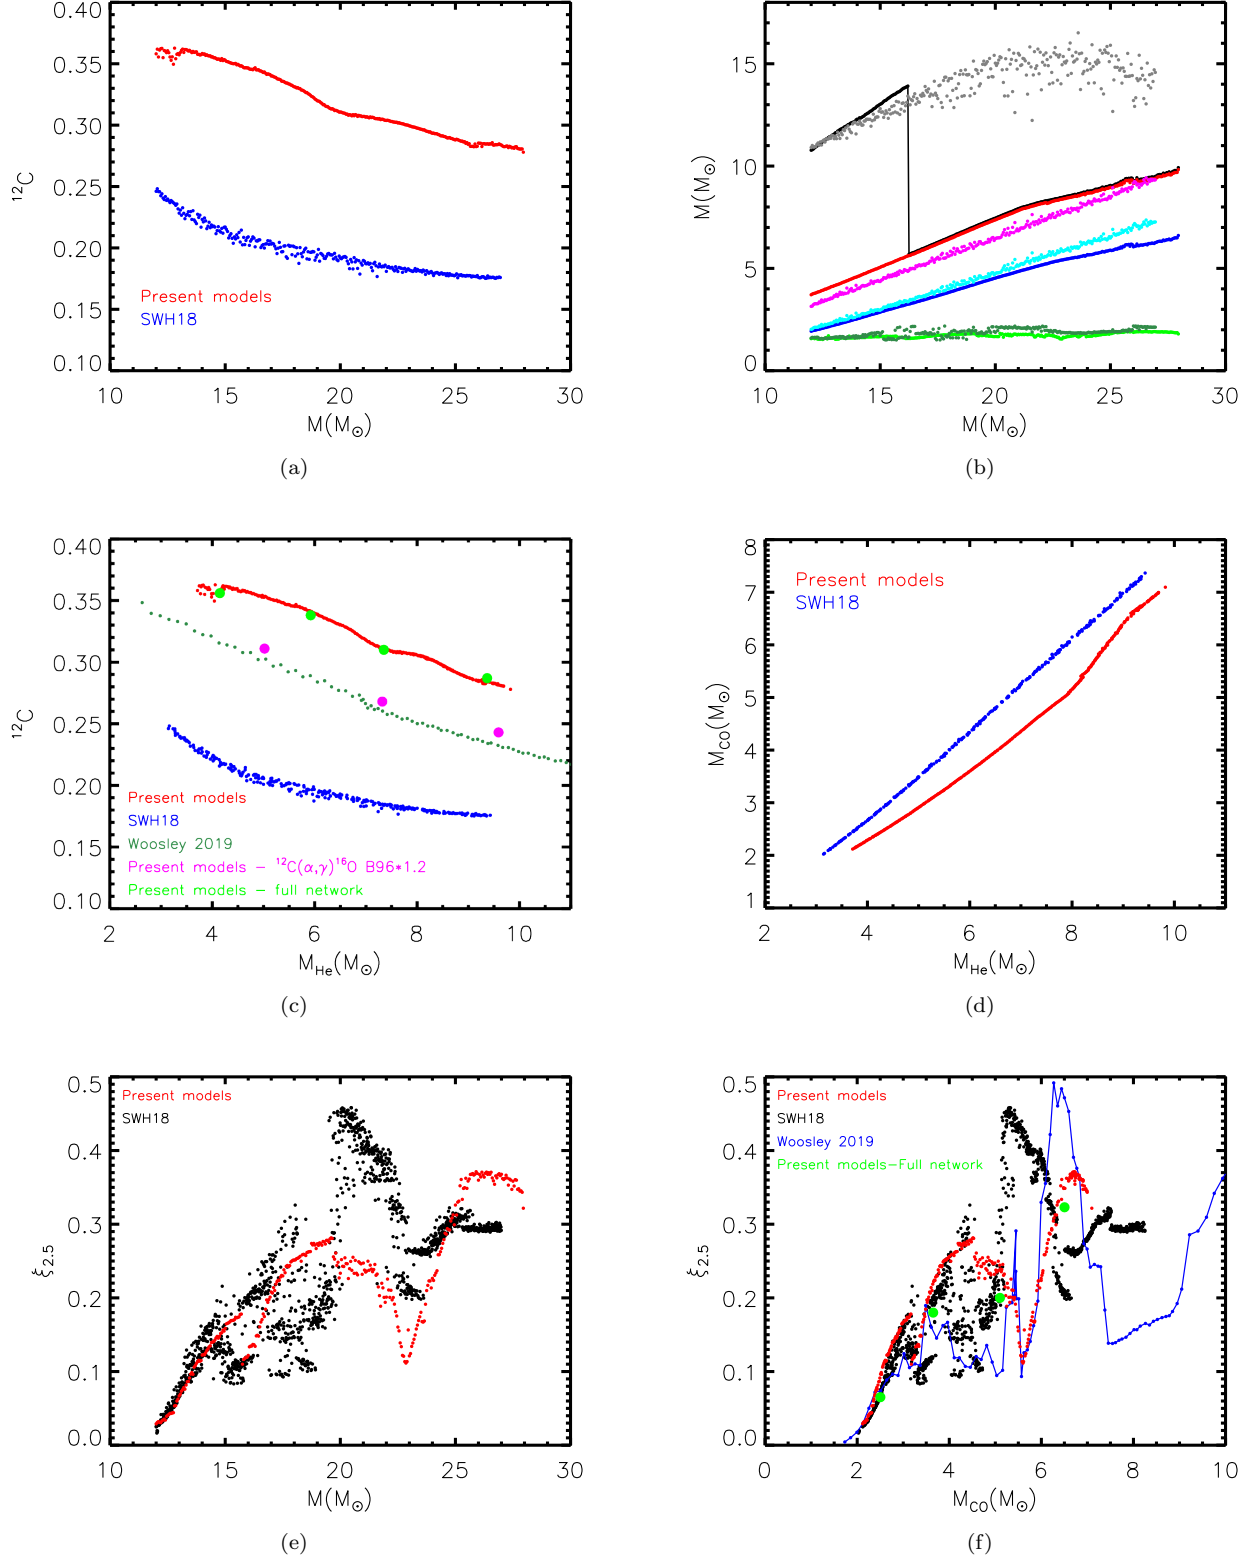 0.40
0.35
0.30
0.25
0.20
0.15
0.10
¹²C
Present models
SWH18
10 15 20 25 30
M(M☉)
(a)
15
10
5
0
M(M☉)
10 15 20 25 30
M(M☉)
(b)
0.40
0.35
0.30
0.25
0.20
0.15
0.10
¹²C
Present models
SWH18
Woosley 2019
Present models − ¹²C(α,γ)¹⁶O B96*1.2
Present models − full network
2 4 6 8 10
M_He(M☉)
(c)
8
7
6
5
4
3
2
1
M_CO(M☉)
Present models
SWH18
2 4 6 8 10
M_He(M☉)
(d)
0.5
0.4
0.3
0.2
0.1
0.0
ξ_2.5
Present models
SWH18
10 15 20 25 30
M(M☉)
(e)
0.5
0.4
0.3
0.2
0.1
0.0
ξ_2.5
Present models
SWH18
Woosley 2019
Present models−Full network
0 2 4 6 8 10
M_CO(M☉)
(f)